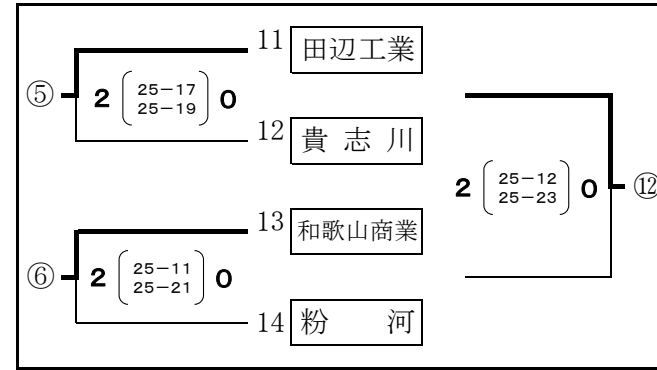 11 田辺工業
⑤ 2 25-17 0
25-19
12 貴志川
2 25-12 0 ⑫
25-23
13 和歌山商業
⑥ 2 25-11 0
25-21
14 粉河